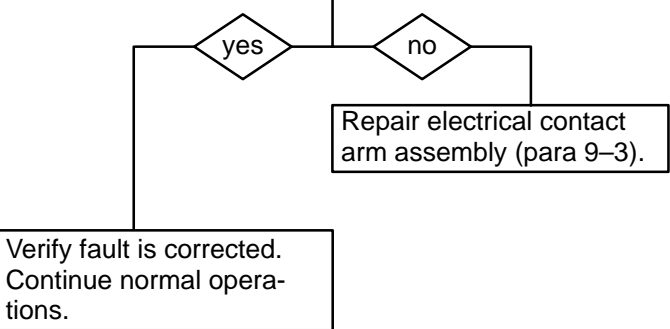 yes
no
Repair electrical contact
arm assembly (para 9–3).
Verify fault is corrected.
Continue normal opera-
tions.